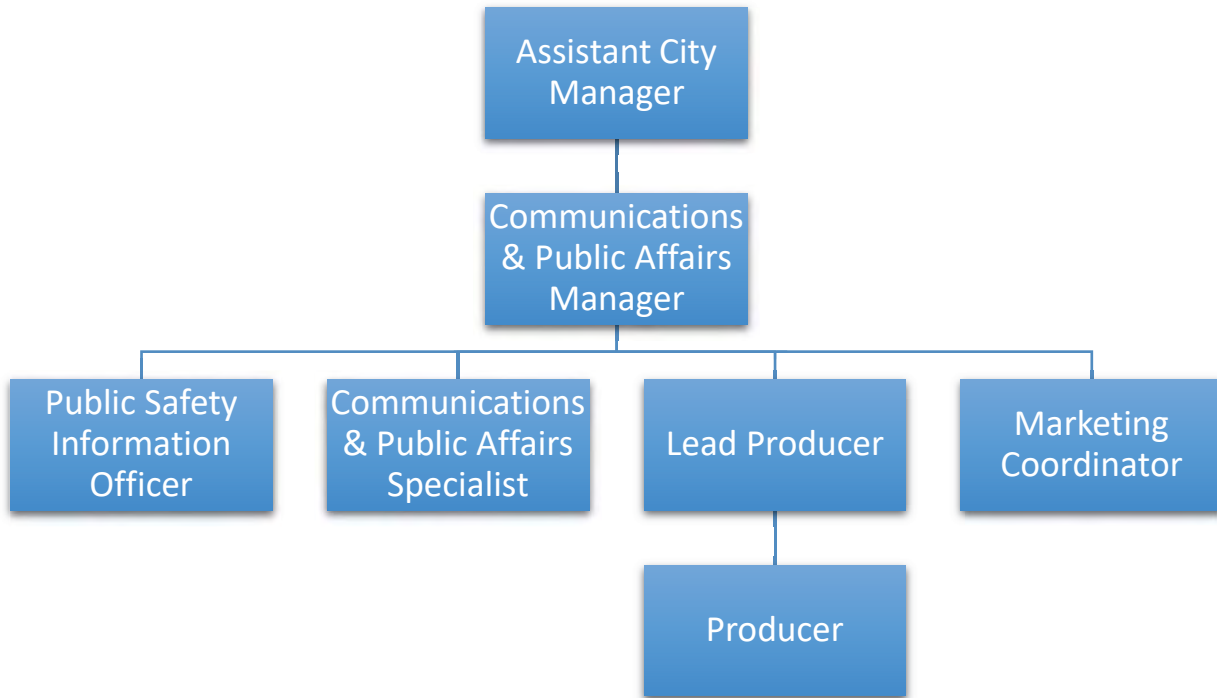 Assistant City
Manager
Communications
& Public Affairs
Manager
Public Safety
Information
Officer
Communications
& Public Affairs
Specialist
Lead Producer
Marketing
Coordinator
Producer